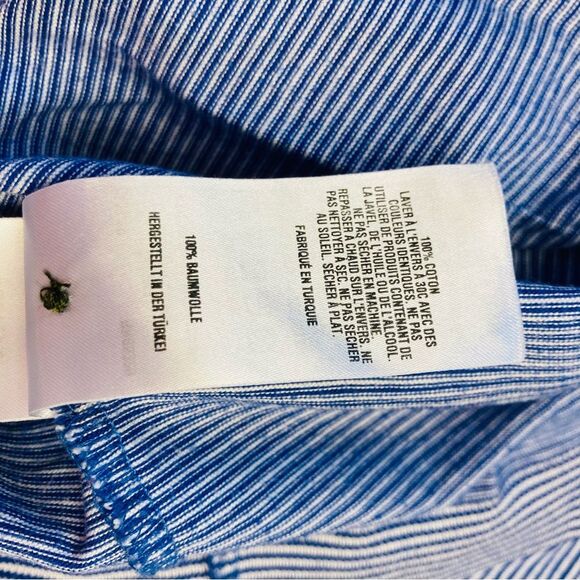 100% COTON
LAVER À L'ENVERS À 30C AVEC DES
COULEURS IDENTIQUES. NE PAS
UTILISER DE PRODUITS CONTENANT DE
LA JAVEL, DE L'HUILE OU DE L'ALCOOL.
NE PAS SÉCHER EN MACHINE.
REPASSER À CHAUD SUR L'ENVERS. NE
PAS NETTOYER À SEC. NE PAS SÉCHER
AU SOLEIL. SÉCHER À PLAT.
FABRIQUÉ EN TURQUIE
100% BAUMWOLLE
HERGESTELLT IN DER TÜRKEI